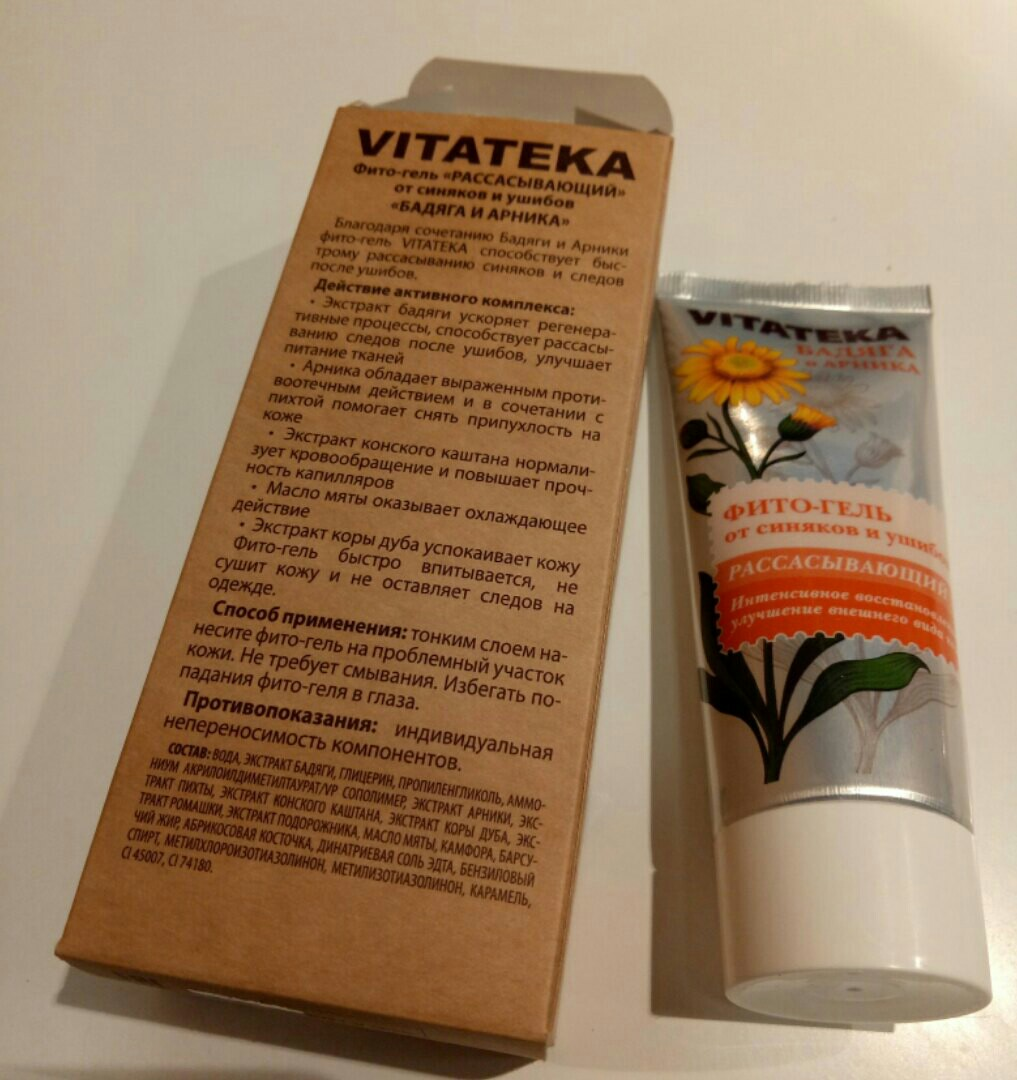 VITATEKA
Фито-гель «РАССАСЫВАЮЩИЙ»
от синяков и ушибов
«БАДЯГА И АРНИКА»
Благодаря сочетанию Бадяги и Арники
фито-гель VITATEKA способствует быс-
трому рассасыванию синяков и следов
после ушибов.
Действие активного комплекса:
• Экстракт бадяги ускоряет регенера-
тивные процессы, способствует рассасы-
ванию следов после ушибов, улучшает
питание тканей
• Арника обладает выраженным проти-
воотечным действием и в сочетании с
пихтой помогает снять припухлость на
коже
• Экстракт конского каштана нормали-
зует кровообращение и повышает проч-
ность капилляров
• Масло мяты оказывает охлаждающее
действие
• Экстракт коры дуба успокаивает кожу
Фито-гель быстро впитывается, не
сушит кожу и не оставляет следов на
одежде.
Способ применения: тонким слоем на-
несите фито-гель на проблемный участок
кожи. Не требует смывания. Избегать по-
падания фито-геля в глаза.
Противопоказания: индивидуальная
непереносимость компонентов.
СОСТАВ: ВОДА, ЭКСТРАКТ БАДЯГИ, ГЛИЦЕРИН, ПРОПИЛЕНГЛИКОЛЬ, АММО-
НИУМ АКРИЛОИЛДИМЕТИЛТАУРАТ/VP СОПОЛИМЕР, ЭКСТРАКТ АРНИКИ, ЭКС-
ТРАКТ ПИХТЫ, ЭКСТРАКТ КОНСКОГО КАШТАНА, ЭКСТРАКТ КОРЫ ДУБА, ЭКС-
ТРАКТ РОМАШКИ, ЭКСТРАКТ ПОДОРОЖНИКА, МАСЛО МЯТЫ, КАМФОРА, БАРСУ-
ЧИЙ ЖИР, АБРИКОСОВАЯ КОСТОЧКА, ДИНАТРИЕВАЯ СОЛЬ ЭДТА, БЕНЗИЛОВЫЙ
СПИРТ, МЕТИЛХЛОРОИЗОТИАЗОЛИНОН, МЕТИЛИЗОТИАЗОЛИНОН, КАРАМЕЛЬ,
CI 45007, CI 74180.
VITATEKA
БАДЯГА
и АРНИКА
ФИТО-ГЕЛЬ
от синяков и ушибо
РАССАСЫВАЮЩИЙ
Интенсивное восстановле
улучшение внешнего вида